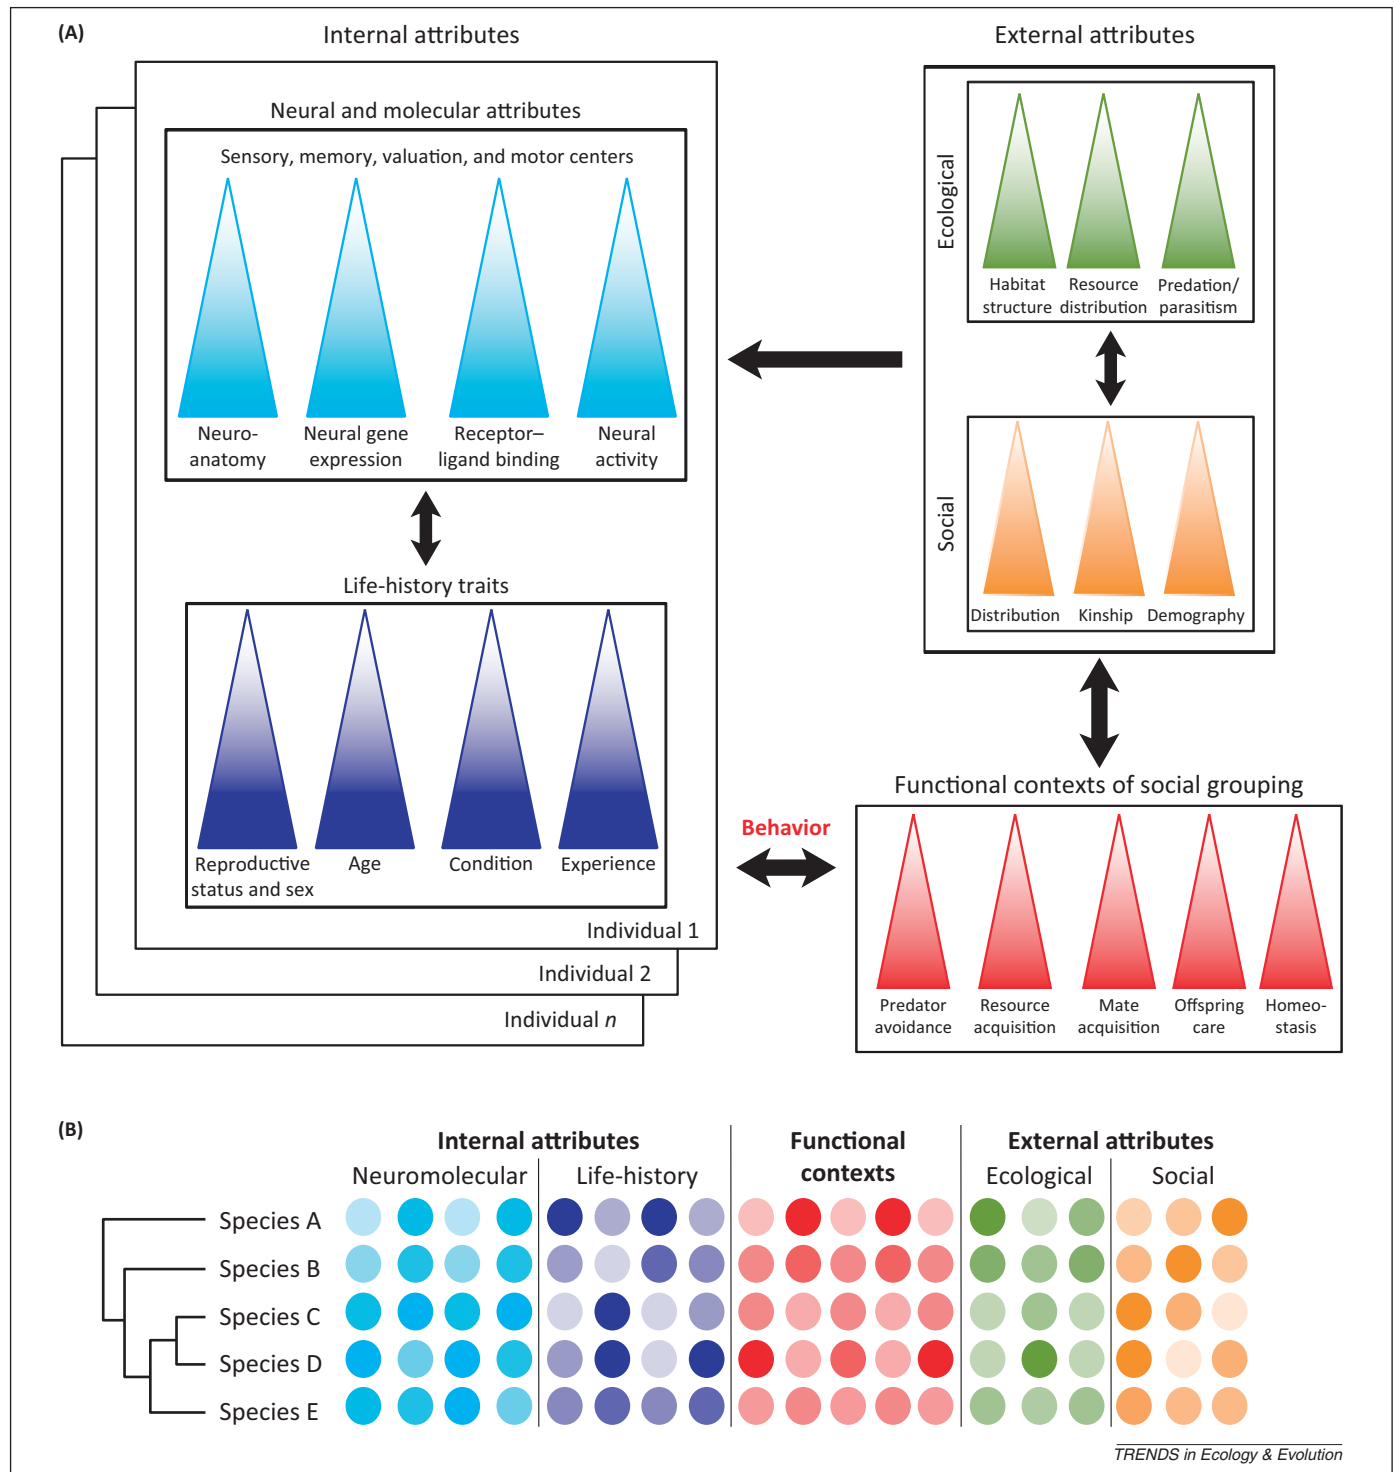 (A)
Internal attributes
External attributes
Neural and molecular attributes
Sensory, memory, valuation, and motor centers
Neuro-
anatomy
Neural gene
expression
Receptor–
ligand binding
Neural
activity
Life-history traits
Reproductive
status and sex
Age
Condition
Experience
Individual 1
Individual 2
Individual n
Ecological
Habitat
structure
Resource
distribution
Predation/
parasitism
Social
Distribution
Kinship
Demography
Behavior
Functional contexts of social grouping
Predator
avoidance
Resource
acquisition
Mate
acquisition
Offspring
care
Homeo-
stasis
(B)
Internal attributes
Functional
contexts
External attributes
Neuromolecular
Life-history
Ecological
Social
Species A
Species B
Species C
Species D
Species E
TRENDS in Ecology & Evolution